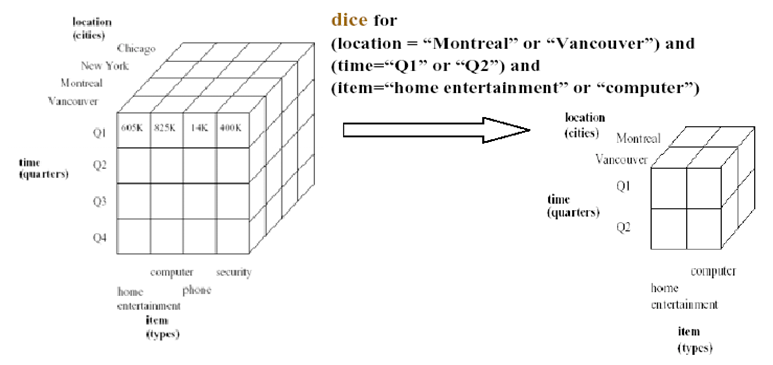 dice for
(location = “Montreal” or “Vancouver”) and
(time=“Q1” or “Q2”) and
(item=“home entertainment” or “computer”)
location
(cities)
Chicago
New York
Montreal
Vancouver
Q1 605K 825K 14K 400K
time
(quarters)
Q2
Q3
Q4
computer security
home phone
entertainment
item
(types)
location
(cities)
Montreal
Vancouver
Q1
time
(quarters)
Q2
computer
home
entertainment
item
(types)